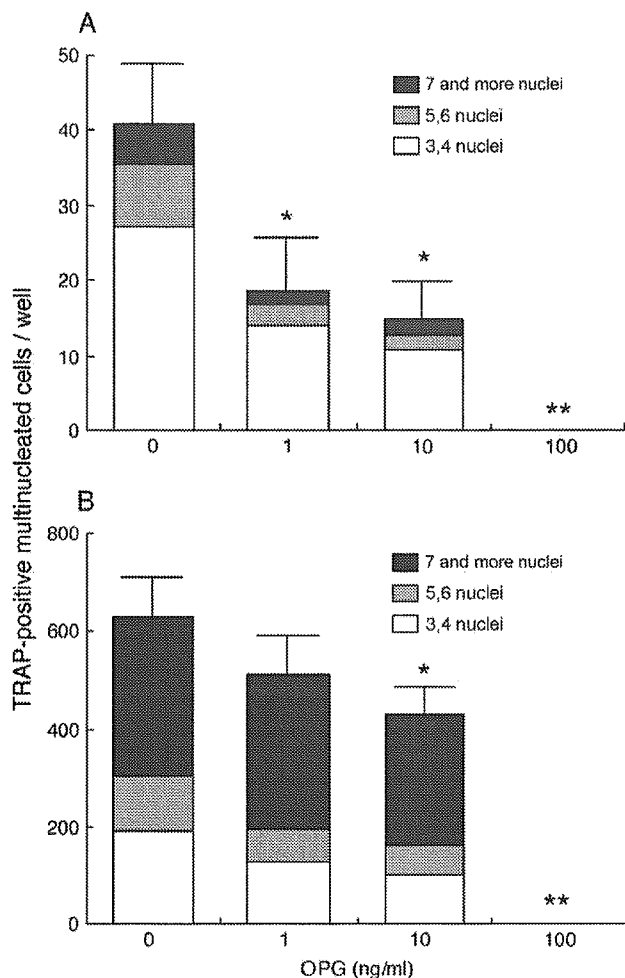 A
50
40
30
20
10
0
7 and more nuclei
5,6 nuclei
3,4 nuclei
*
*
**
0 1 10 100
TRAP-positive multinucleated cells / well
B
800
600
400
200
0
7 and more nuclei
5,6 nuclei
3,4 nuclei
*
**
0 1 10 100
OPG (ng/ml)